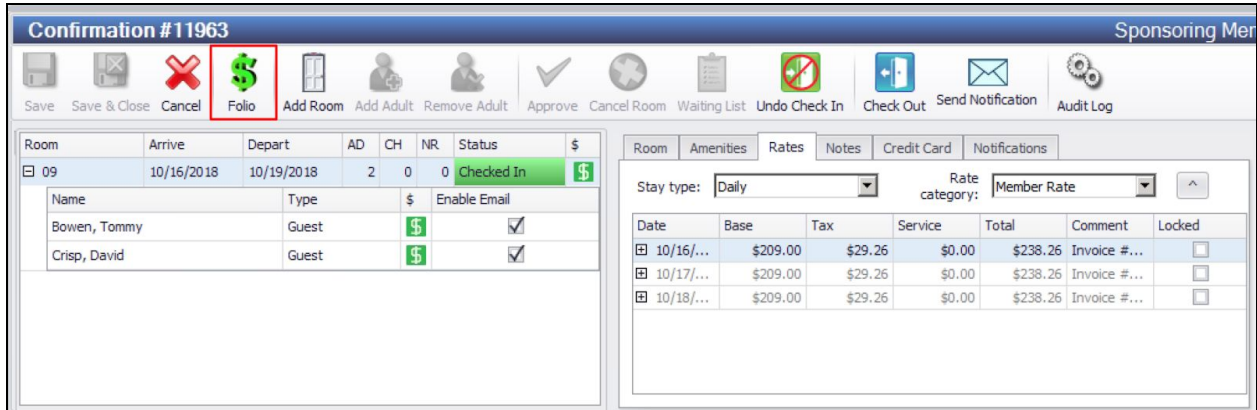 Confirmation #11963
Sponsoring Mer
Save Save & Close Cancel Folio Add Room Add Adult Remove Adult Approve Cancel Room Waiting List Undo Check In Check Out Send Notification Audit Log
Room Arrive Depart AD CH NR Status $
09 10/16/2018 10/19/2018 2 0 0 Checked In $
Name Type $ Enable Email
Bowen, Tommy Guest $
Crisp, David Guest $
Room Amenities Rates Notes Credit Card Notifications
Stay type: Daily Rate category: Member Rate
Date Base Tax Service Total Comment Locked
10/16/... $209.00 $29.26 $0.00 $238.26 Invoice #...
10/17/... $209.00 $29.26 $0.00 $238.26 Invoice #...
10/18/... $209.00 $29.26 $0.00 $238.26 Invoice #...